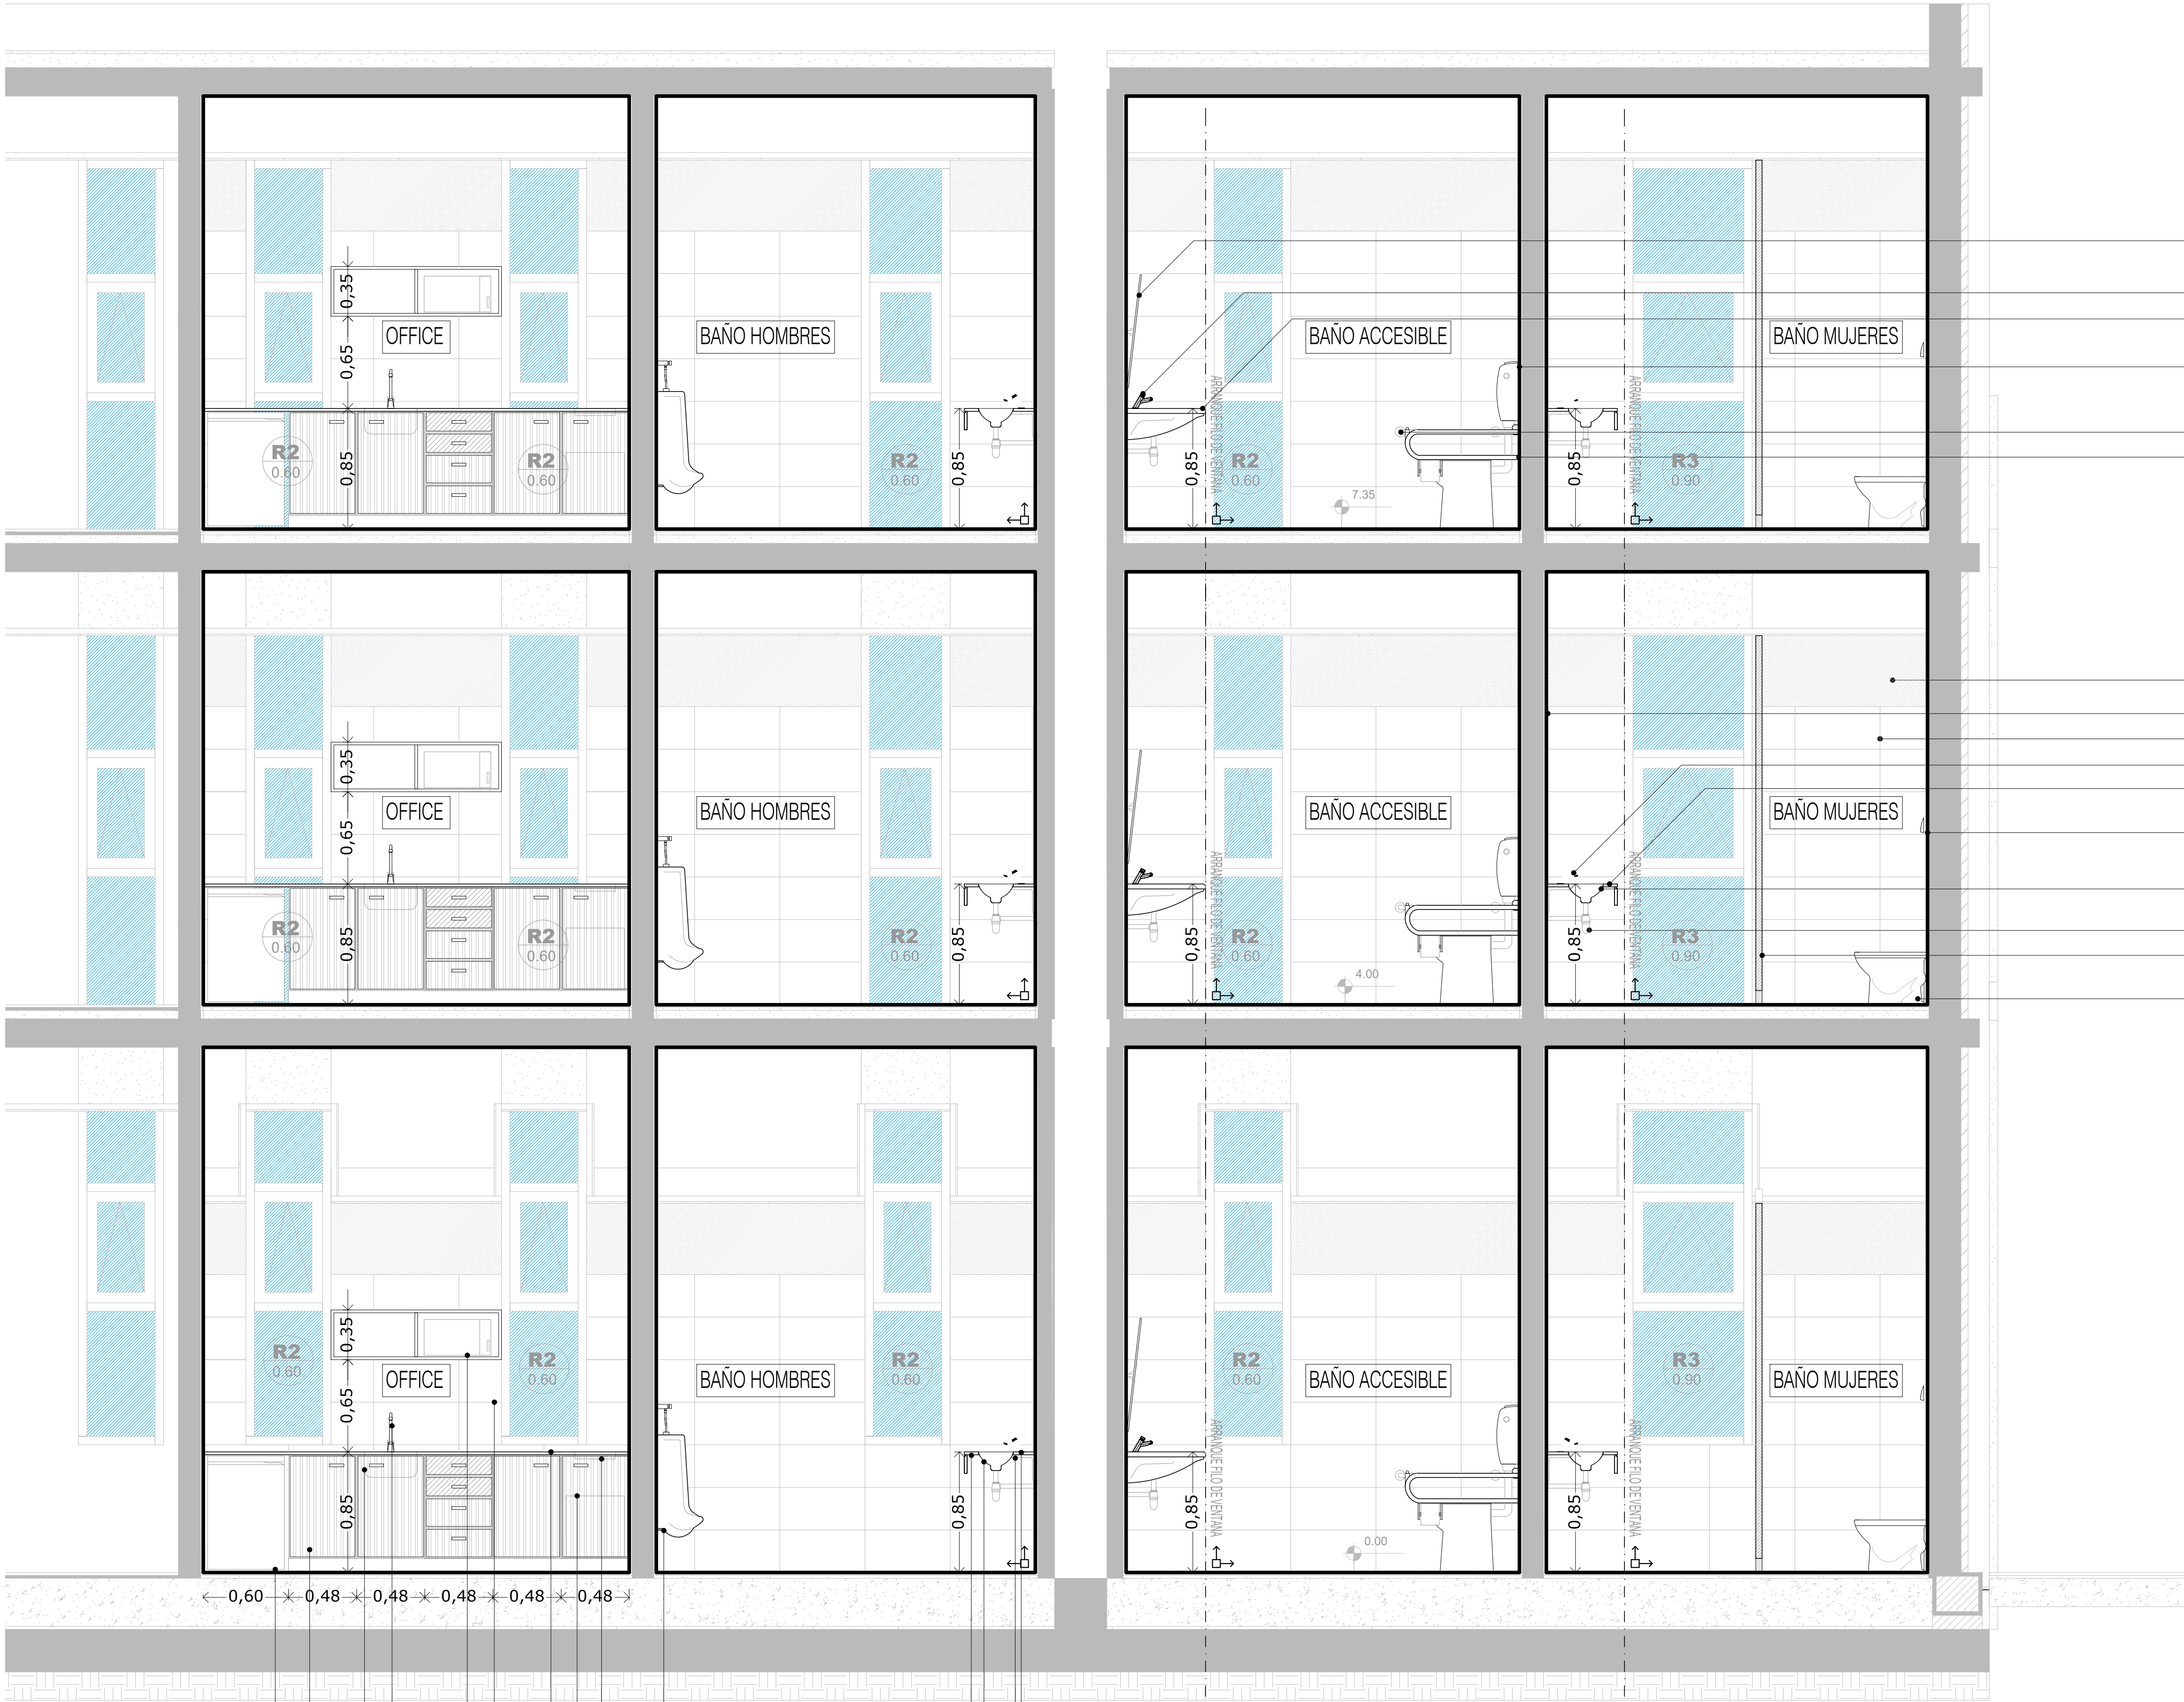 0,35
OFFICE
BAÑO HOMBRES
BAÑO ACCESIBLE
BAÑO MUJERES
0,65
ARRANQUE FILO DE VENTANA
ARRANQUE FILO DE VENTANA
R2
0.60
0,85
R2
0.60
R2
0.60
0,85
0,85
R2
0.60
7.35
0,85
R3
0.90
0,35
OFFICE
BAÑO HOMBRES
BAÑO ACCESIBLE
BAÑO MUJERES
0,65
ARRANQUE FILO DE VENTANA
ARRANQUE FILO DE VENTANA
R2
0.60
0,85
R2
0.60
R2
0.60
0,85
0,85
R2
0.60
4.00
0,85
R3
0.90
0,35
R2
0.60
R2
0.60
R2
0.60
R2
0.60
R3
0.90
OFFICE
BAÑO HOMBRES
BAÑO ACCESIBLE
BAÑO MUJERES
0,65
ARRANQUE FILO DE VENTANA
ARRANQUE FILO DE VENTANA
0,85
0,85
0,85
0.00
0,85
0,60 0,48 0,48 0,48 0,48 0,48